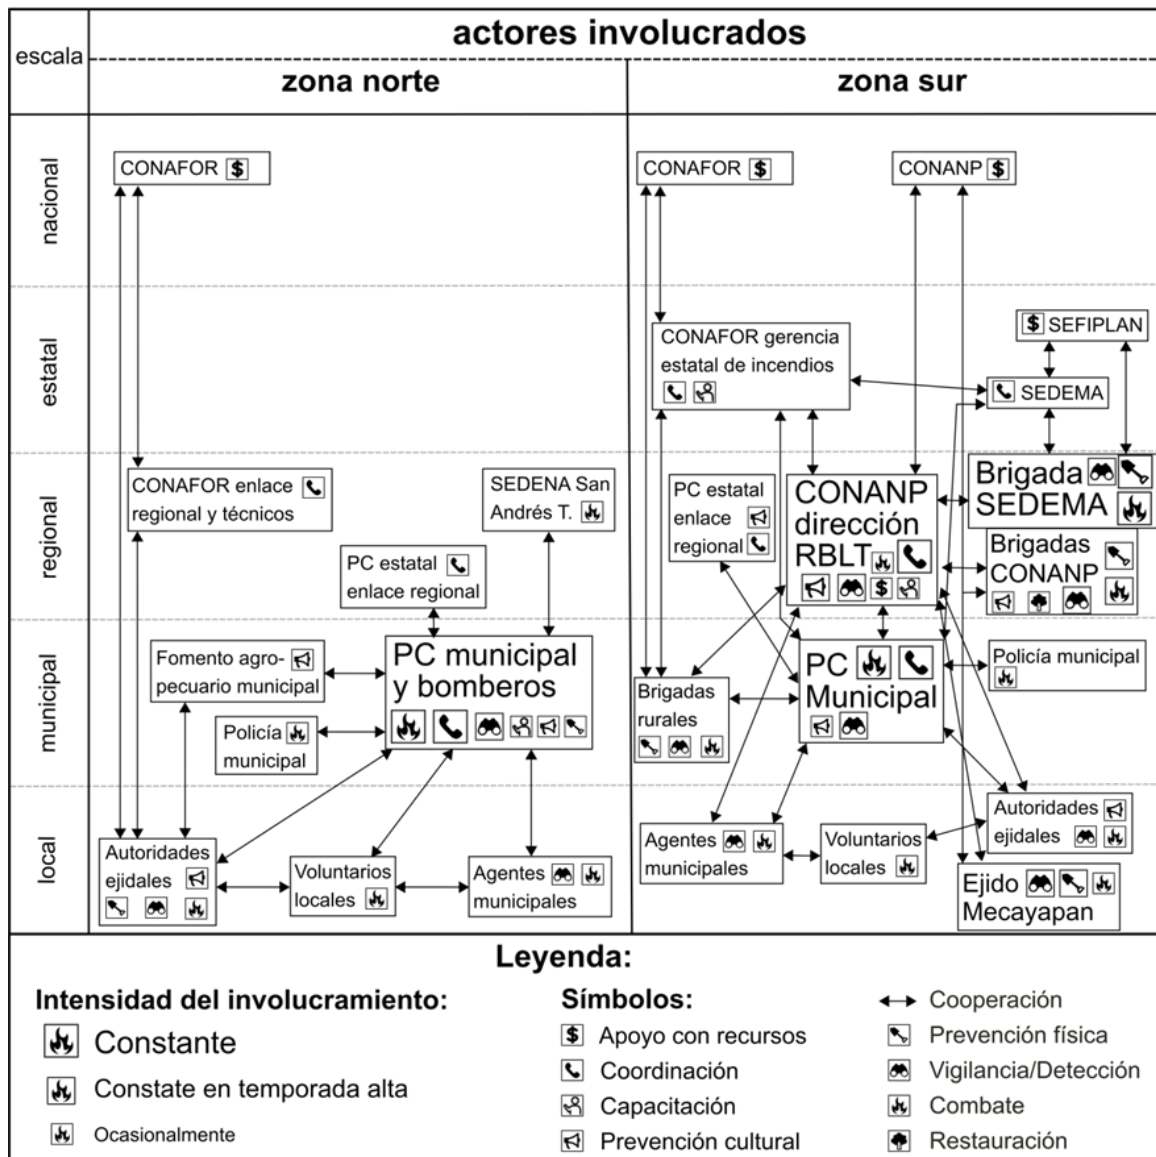 actores involucrados
escala
zona norte
zona sur
nacional
CONAFOR $
CONAFOR $
CONANP $
estatal
CONAFOR gerencia
estatal de incendios
$ SEFIPLAN
SEDEMA
regional
CONAFOR enlace
regional y técnicos
SEDENA San
Andrés T.
PC estatal
enlace regional
PC estatal
enlace
regional
CONANP
dirección
RBLT
$
Brigada
SEDEMA
Brigadas
CONANP
municipal
Fomento agro-
pecuario municipal
Policía
municipal
PC municipal
y bomberos
Brigadas
rurales
PC
Municipal
Policía municipal
local
Autoridades
ejidales
Voluntarios
locales
Agentes
municipales
Agentes
municipales
Voluntarios
locales
Autoridades
ejidales
Ejido
Mecayapan
Leyenda:
Intensidad del involucramiento:
Constante
Constate en temporada alta
Ocasionalmente
Símbolos:
$ Apoyo con recursos
Coordinación
Capacitación
Prevención cultural
Cooperación
Prevención física
Vigilancia/Detección
Combate
Restauración